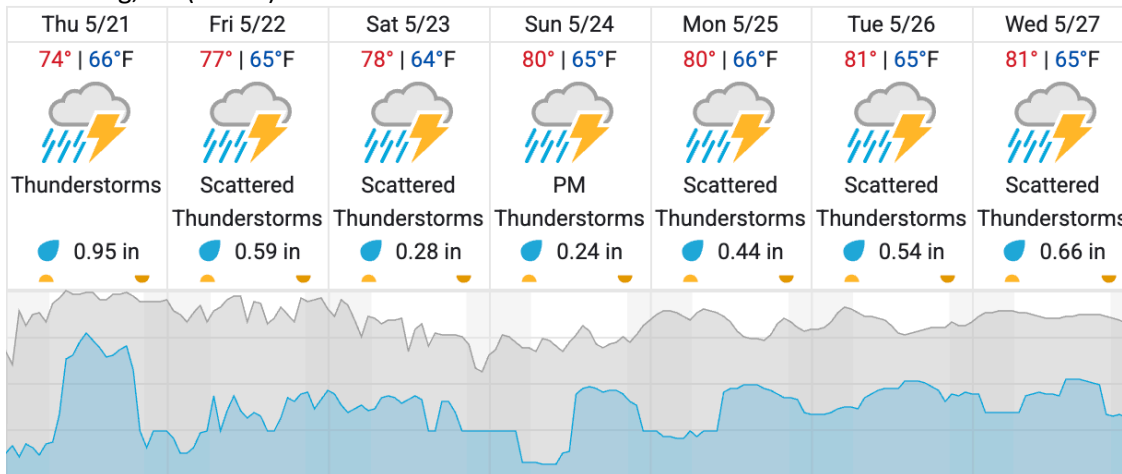 Thu 5/21 Fri 5/22 Sat 5/23 Sun 5/24 Mon 5/25 Tue 5/26 Wed 5/27
74° | 66°F 77° | 65°F 78° | 64°F 80° | 65°F 80° | 66°F 81° | 65°F 81° | 65°F
Thunderstorms Scattered Scattered PM Scattered Scattered Scattered
Thunderstorms Thunderstorms Thunderstorms Thunderstorms Thunderstorms Thunderstorms
0.95 in 0.59 in 0.28 in 0.24 in 0.44 in 0.54 in 0.66 in